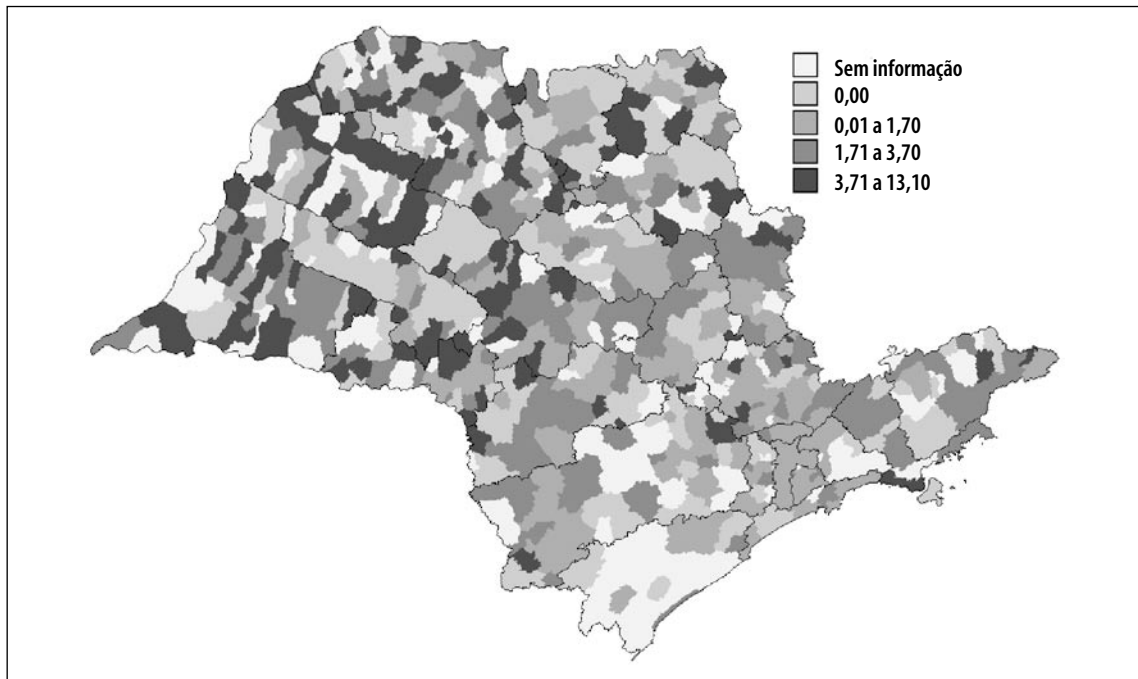 Sem informação
0,00
0,01 a 1,70
1,71 a 3,70
3,71 a 13,10